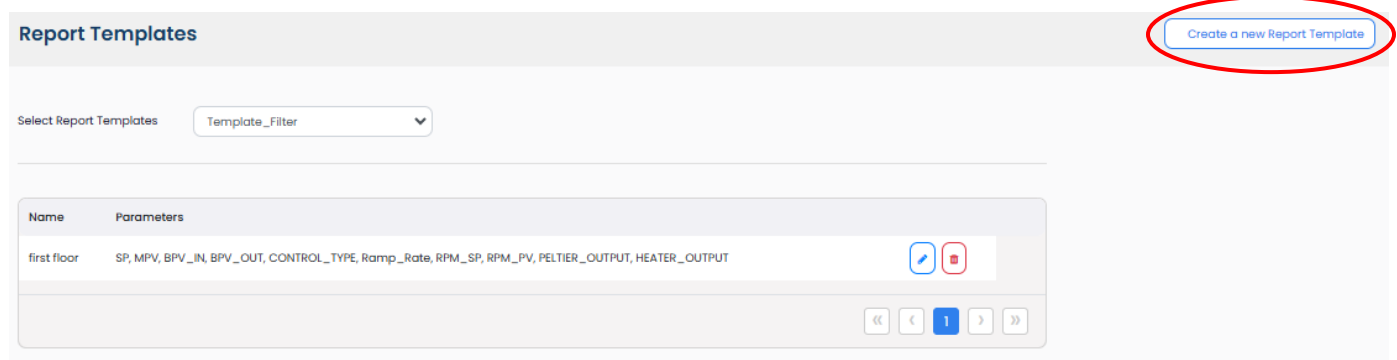 Report Templates
Create a new Report Template
Select Report Templates Template_Filter
Name Parameters
first floor SP, MPV, BPV_IN, BPV_OUT, CONTROL_TYPE, Ramp_Rate, RPM_SP, RPM_PV, PELTIER_OUTPUT, HEATER_OUTPUT
« ‹ 1 › »